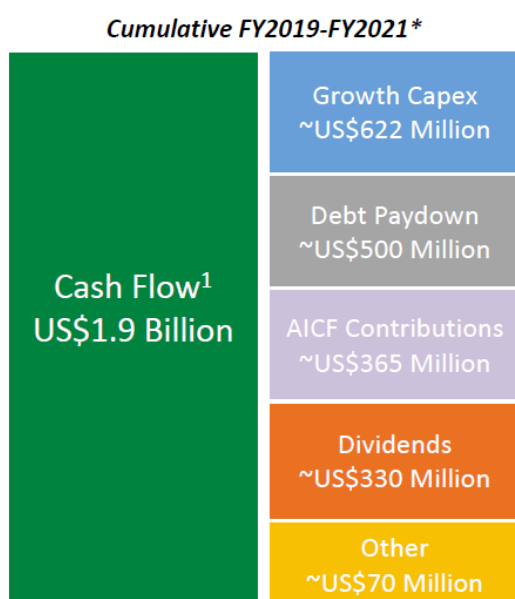 Cumulative FY2019-FY2021*
Cash Flow¹
US$1.9 Billion
Growth Capex
~US$622 Million
Debt Paydown
~US$500 Million
AICF Contributions
~US$365 Million
Dividends
~US$330 Million
Other
~US$70 Million